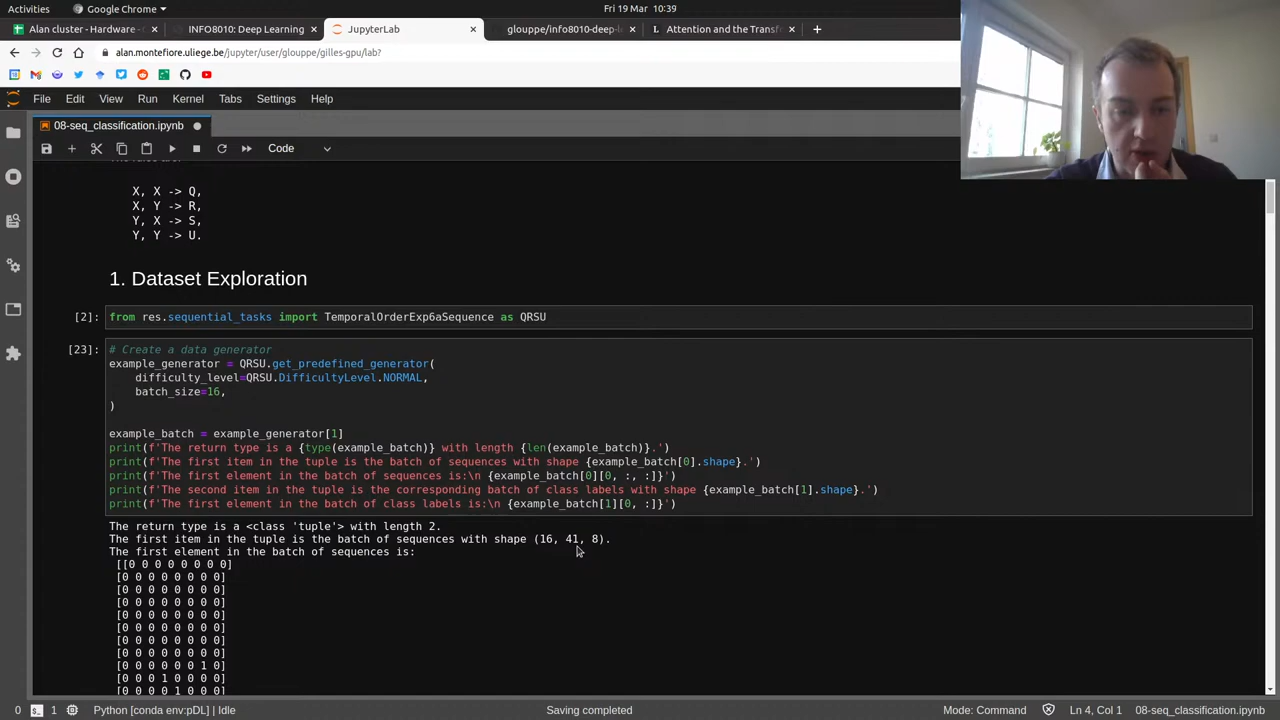 Activities
Google Chrome
Fri 19 Mar 10:39
Alan cluster - Hardware -
INFO8010: Deep Learning
JupyterLab
glouppe/info8010-deep-l
Attention and the Transf
alan.montefiore.uliege.be/jupyter/user/glouppe/gilles-gpu/lab?
File Edit View Run Kernel Tabs Settings Help
08-seq_classification.ipynb
Code
X, X -> Q,
X, Y -> R,
Y, X -> S,
Y, Y -> U.
1. Dataset Exploration
[2]: from res.sequential_tasks import TemporalOrderExp6aSequence as QRSU
[23]: # Create a data generator
example_generator = QRSU.get_predefined_generator(
difficulty_level=QRSU.DifficultyLevel.NORMAL,
batch_size=16,
)
example_batch = example_generator[1]
print(f'The return type is a {type(example_batch)} with length {len(example_batch)}.')
print(f'The first item in the tuple is the batch of sequences with shape {example_batch[0].shape}.')
print(f'The first element in the batch of sequences is:\n {example_batch[0][0, :, :]}')
print(f'The second item in the tuple is the corresponding batch of class labels with shape {example_batch[1].shape}.')
print(f'The first element in the batch of class labels is:\n {example_batch[1][0, :]}')
The return type is a <class 'tuple'> with length 2.
The first item in the tuple is the batch of sequences with shape (16, 41, 8).
The first element in the batch of sequences is:
[[0 0 0 0 0 0 0 0]
[0 0 0 0 0 0 0 0]
[0 0 0 0 0 0 0 0]
[0 0 0 0 0 0 0 0]
[0 0 0 0 0 0 0 0]
[0 0 0 0 0 0 0 0]
[0 0 0 0 0 0 0 0]
[0 0 0 0 0 0 0 0]
[0 0 0 0 0 0 1 0]
[0 0 0 1 0 0 0 0]
[0 0 0 0 1 0 0 0]
0 1 Python [conda env:pDL] | Idle
Saving completed
Mode: Command
Ln 4, Col 1
08-seq_classification.ipynb